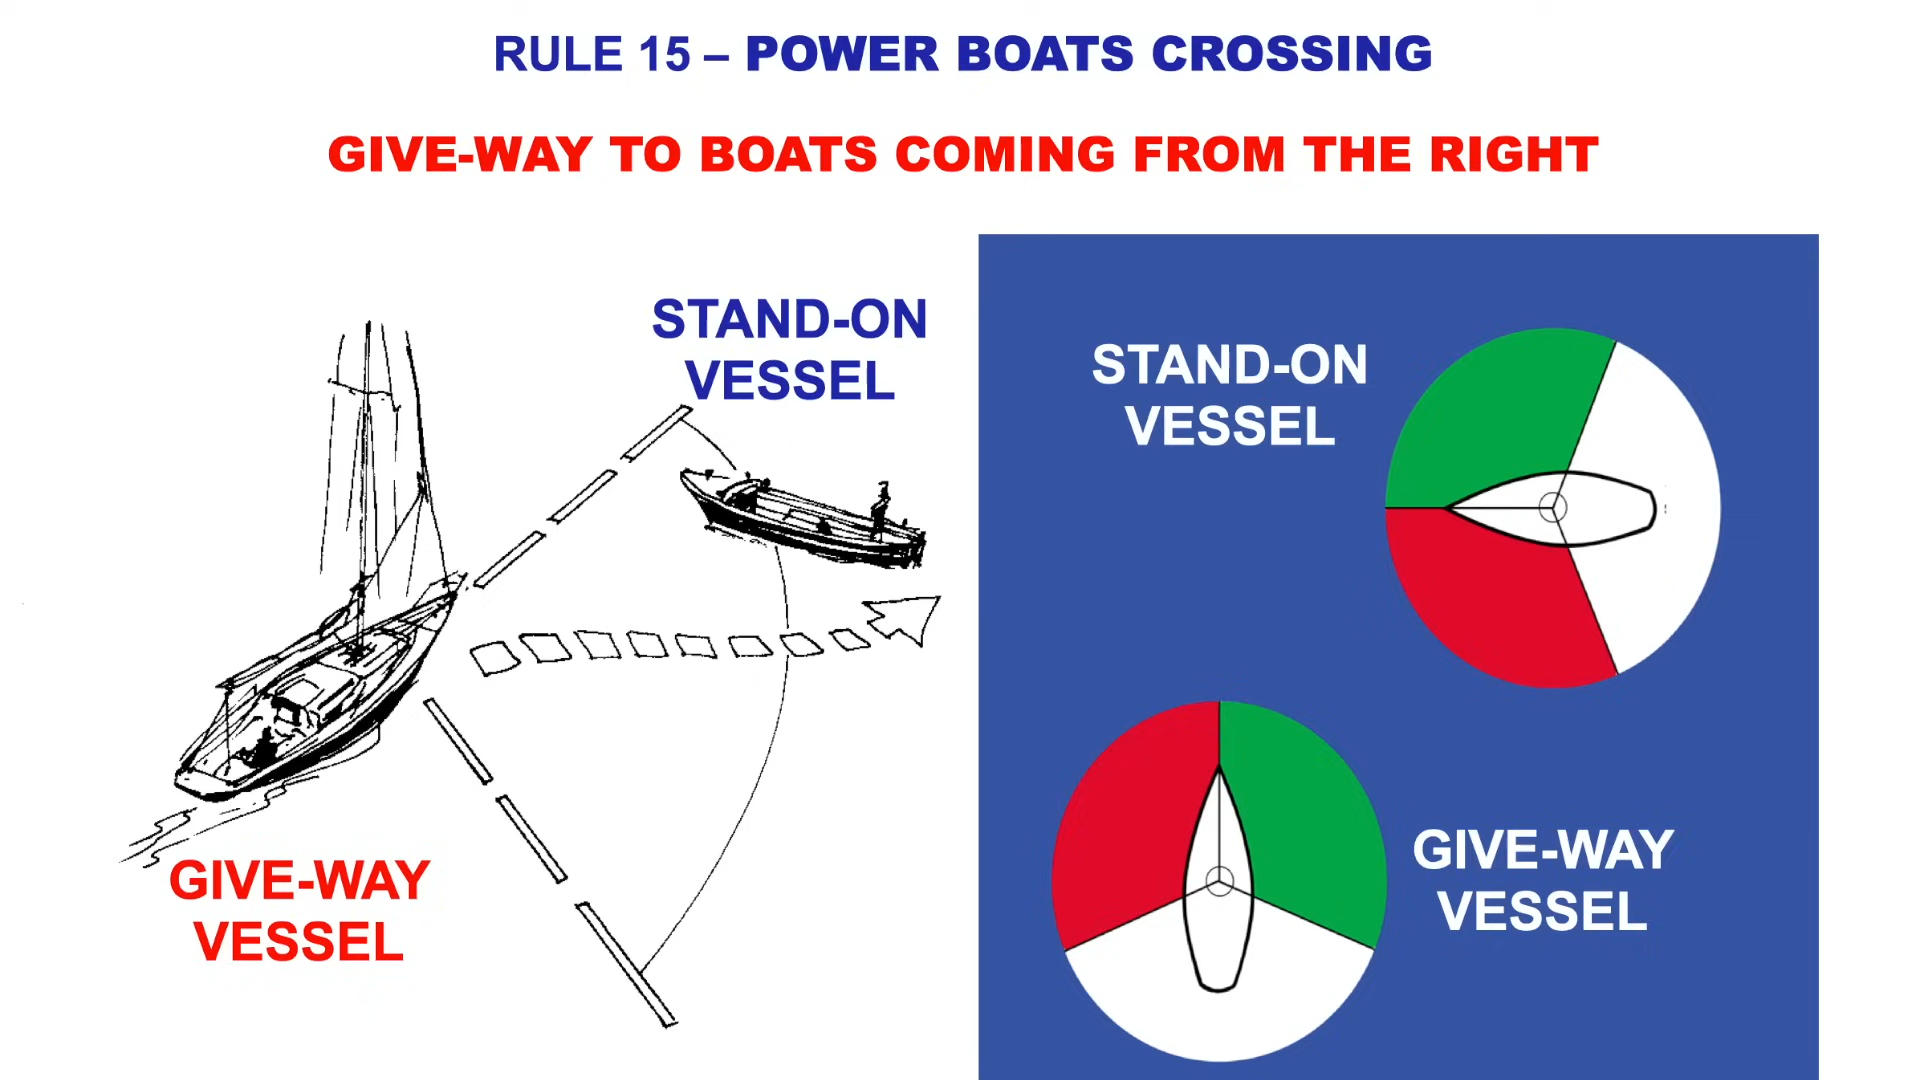 RULE 15 – POWER BOATS CROSSING
GIVE-WAY TO BOATS COMING FROM THE RIGHT
STAND-ON
VESSEL
GIVE-WAY
VESSEL
STAND-ON
VESSEL
GIVE-WAY
VESSEL